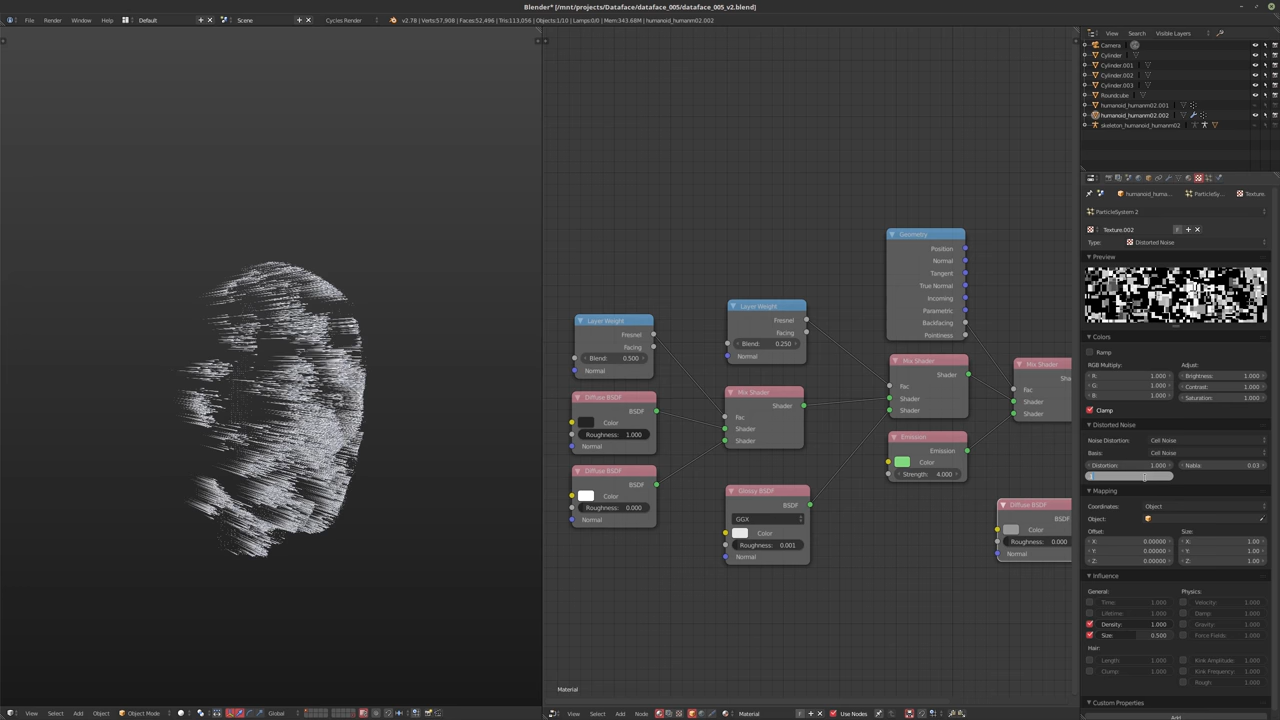 Blender* [/mnt/projects/Dataface/dataface_005/dataface_005_v2.blend]
File Render Window Help Default Scene Cycles Render v2.78 | Verts:57,908 | Faces:52,496 | Tris:113,056 | Objects:1/10 | Lamps:0/0 | Mem:343.68M | humanoid_humanm02.002
View Search Visible Layers
Camera
Cylinder
Cylinder.001
Cylinder.002
Cylinder.003
Roundcube
humanoid_humanm02.001
humanoid_humanm02.002
skeleton_humanoid_humanm02
humanoid_huma... ParticleSy... Texture
ParticleSystem 2
Texture.002 F
Type: Distorted Noise
Preview
Colors
Ramp
RGB Multiply: Adjust:
R: 1.000 Brightness: 1.000
G: 1.000 Contrast: 1.000
B: 1.000 Saturation: 1.000
Clamp
Distorted Noise
Noise Distortion: Cell Noise
Basis: Cell Noise
Distortion: 1.000 Nabla: 0.03
Mapping
Coordinates: Object
Object:
Offset: Size:
X: 0.00000 X: 1.00
Y: 0.00000 Y: 1.00
Z: 0.00000 Z: 1.00
Influence
General: Physics:
Time: 1.000 Velocity: 1.000
Lifetime: 1.000 Damp: 1.000
Density: 1.000 Gravity: 1.000
Size: 0.500 Force Fields: 1.000
Hair:
Length: 1.000 Kink Amplitude: 1.000
Clump: 1.000 Kink Frequency: 1.000
Rough: 1.000
Custom Properties
Add
Geometry
Position
Normal
Tangent
True Normal
Incoming
Parametric
Backfacing
Pointiness
Layer Weight
Fresnel
Facing
Blend: 0.500
Normal
Layer Weight
Fresnel
Facing
Blend: 0.250
Normal
Diffuse BSDF
BSDF
Color
Roughness: 1.000
Normal
Diffuse BSDF
BSDF
Color
Roughness: 0.000
Normal
Mix Shader
Shader
Fac
Shader
Shader
Glossy BSDF
BSDF
GGX
Color
Roughness: 0.001
Normal
Mix Shader
Shader
Fac
Shader
Shader
Emission
Emission
Color
Strength: 4.000
Mix Shader
Sha
Fac
Shader
Shader
Diffuse BSDF
BSDF
Color
Roughness: 0.000
Normal
Material
View Select Add Object Object Mode Global
View Select Add Node Material F Use Nodes